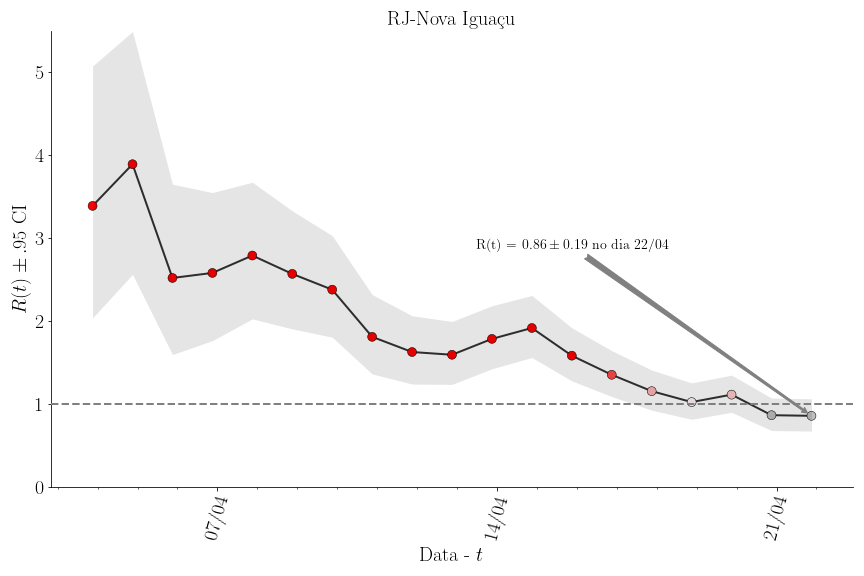 RJ-Nova Iguaçu
R(t) ± .95 CI
5
4
3
2
1
0
R(t) = 0.86 ± 0.19 no dia 22/04
07/04
14/04
21/04
Data - t